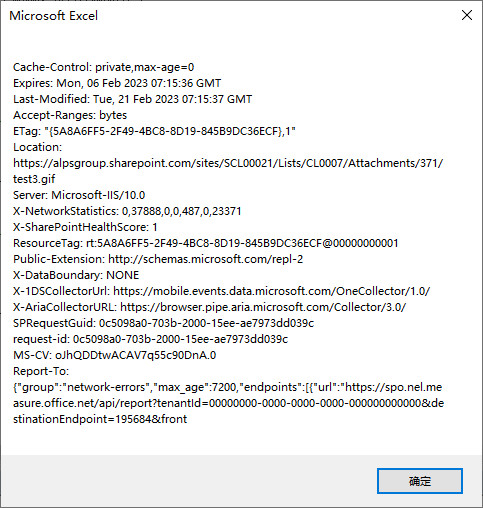 Microsoft Excel
Cache-Control: private,max-age=0
Expires: Mon, 06 Feb 2023 07:15:36 GMT
Last-Modified: Tue, 21 Feb 2023 07:15:37 GMT
Accept-Ranges: bytes
ETag: "{5A8A6FF5-2F49-4BC8-8D19-845B9DC36ECF},1"
Location:
https://alpsgroup.sharepoint.com/sites/SCL00021/Lists/CL0007/Attachments/371/
test3.gif
Server: Microsoft-IIS/10.0
X-NetworkStatistics: 0,37888,0,0,487,0,23371
X-SharePointHealthScore: 1
ResourceTag: rt:5A8A6FF5-2F49-4BC8-8D19-845B9DC36ECF@00000000001
Public-Extension: http://schemas.microsoft.com/repl-2
X-DataBoundary: NONE
X-1DSCollectorUrl: https://mobile.events.data.microsoft.com/OneCollector/1.0/
X-AriaCollectorURL: https://browser.pipe.aria.microsoft.com/Collector/3.0/
SPRequestGuid: 0c5098a0-703b-2000-15ee-ae7973dd039c
request-id: 0c5098a0-703b-2000-15ee-ae7973dd039c
MS-CV: oJhQDDtwACAV7q55c90DnA.0
Report-To:
{"group":"network-errors","max_age":7200,"endpoints":[{"url":"https://spo.nel.me
asure.office.net/api/report?tenantId=00000000-0000-0000-0000-000000000000&de
stinationEndpoint=195684&front
确定